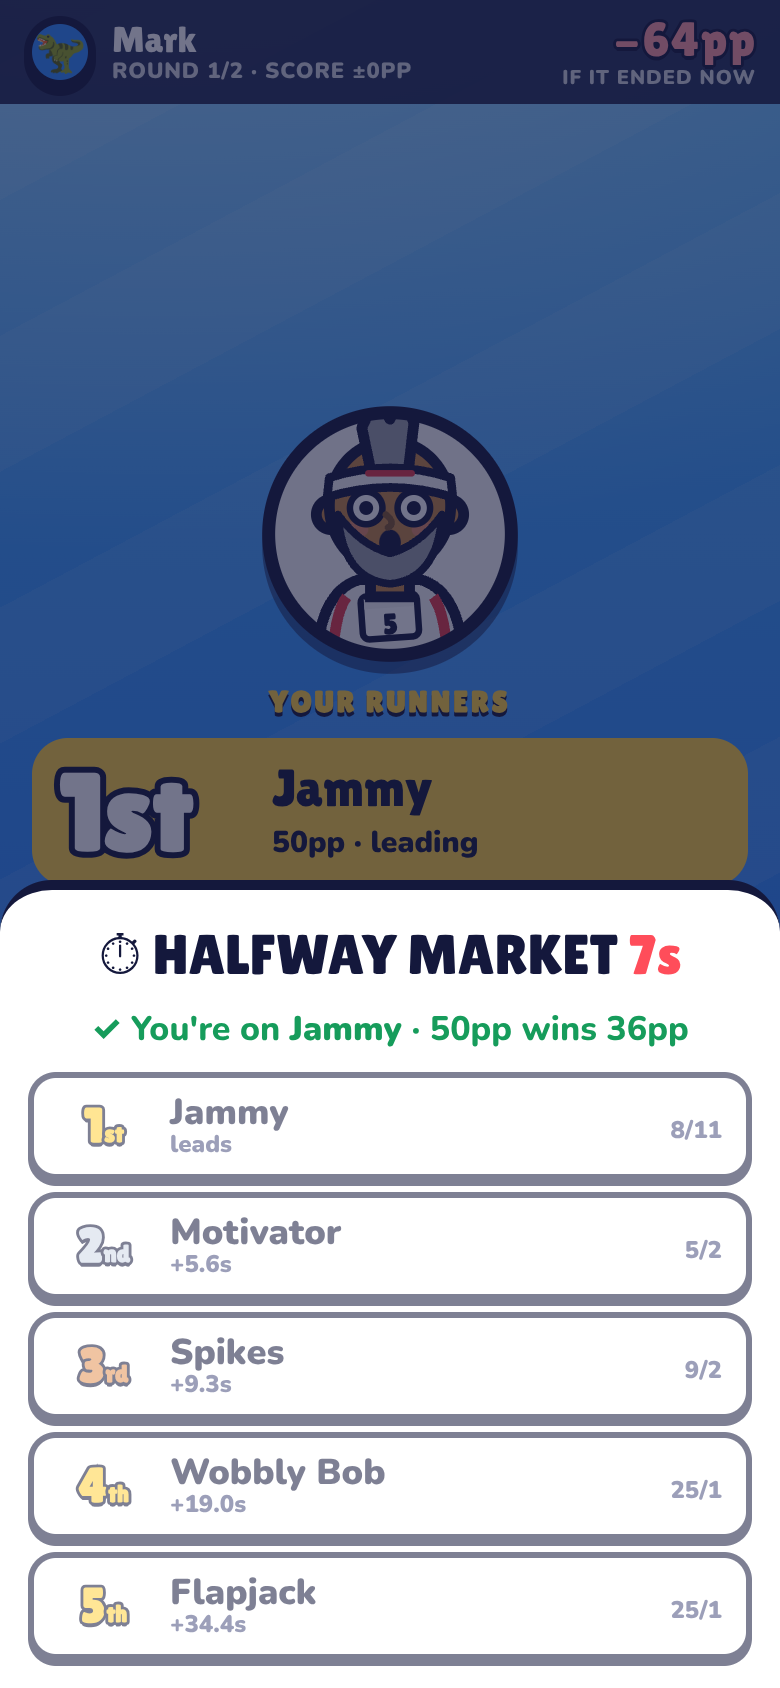 Mark
ROUND 1/2 · SCORE ±0PP
−64pp
IF IT ENDED NOW
5
YOUR RUNNERS
1st
Jammy
50pp · leading
⏱ HALFWAY MARKET 7s
✓ You're on Jammy · 50pp wins 36pp
1st
Jammy
leads
8/11
2nd
Motivator
+5.6s
5/2
3rd
Spikes
+9.3s
9/2
4th
Wobbly Bob
+19.0s
25/1
5th
Flapjack
+34.4s
25/1